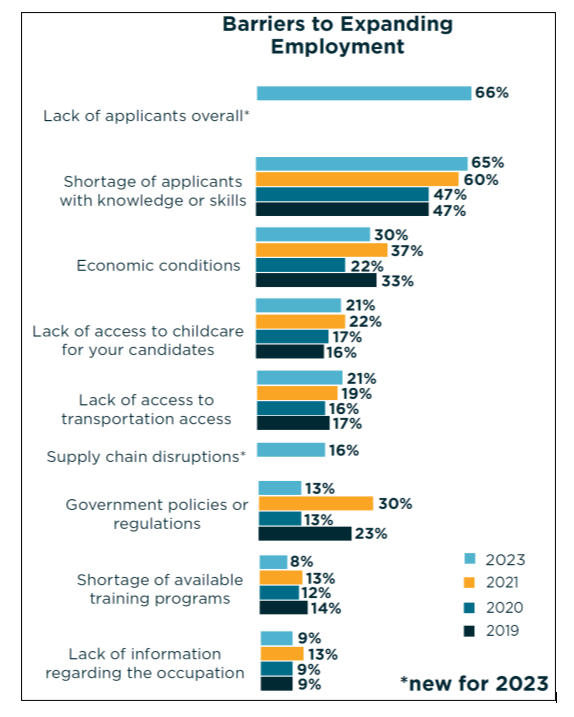 Barriers to Expanding
Employment
66%
Lack of applicants overall*
65%
60%
47%
47%
Shortage of applicants
with knowledge or skills
30%
37%
22%
33%
Economic conditions
21%
22%
17%
16%
Lack of access to childcare
for your candidates
21%
19%
16%
17%
Lack of access to
transportation access
16%
Supply chain disruptions*
13%
30%
13%
23%
Government policies or
regulations
8%
13%
12%
14%
Shortage of available
training programs
9%
13%
9%
9%
Lack of information
regarding the occupation
2023
2021
2020
2019
*new for 2023